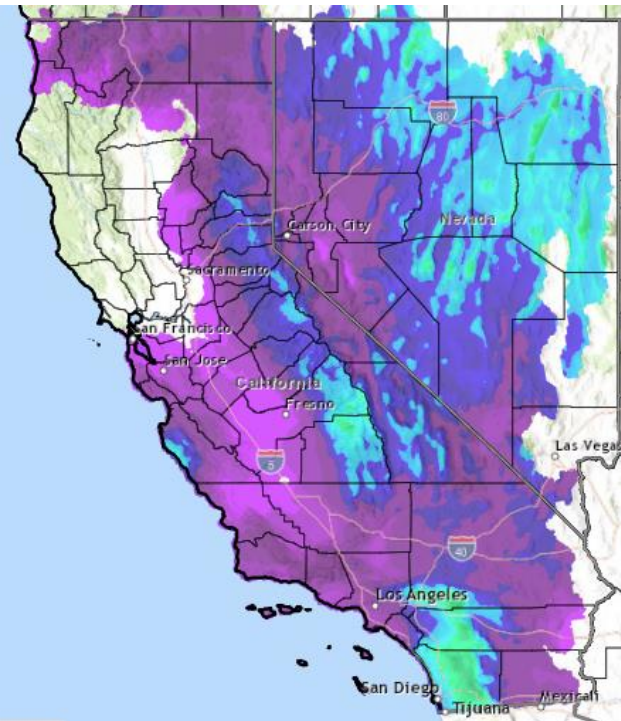 80
Nevada
Carson City
Sacramento
San Francisco
San Jose
California
Fresno
5
Las Vegas
40
Los Angeles
San Diego
Tijuana
Mexicali